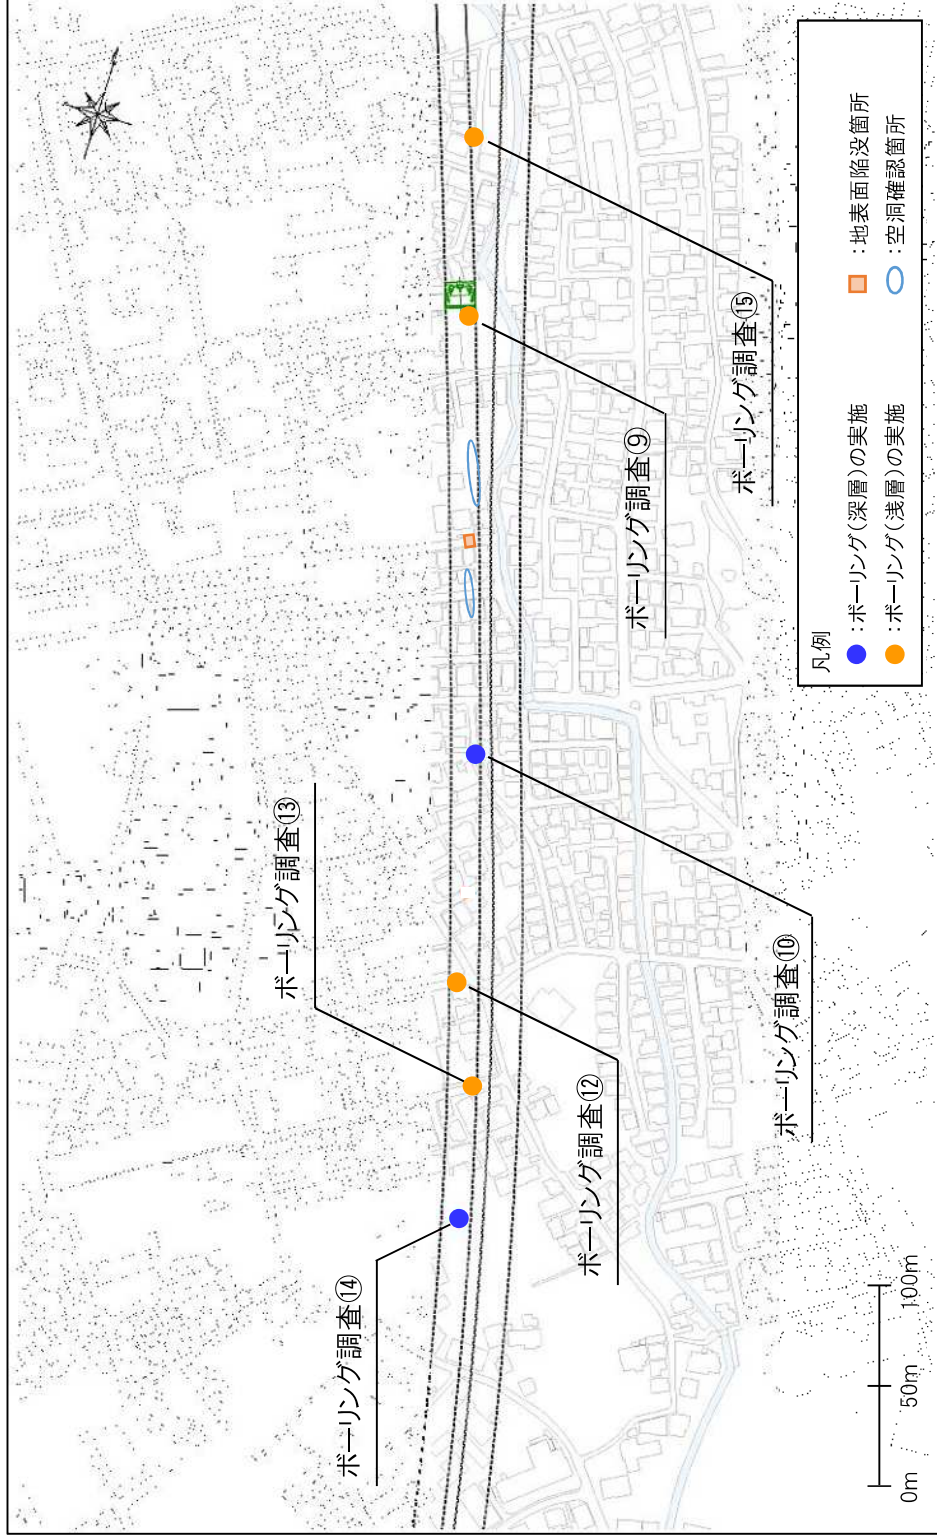 ボーリング調査⑭
ボーリング調査⑬
ボーリング調査⑫
ボーリング調査⑩
ボーリング調査⑨
ボーリング調査⑮
0m
50m
100m
凡例
:ボーリング(深層)の実施
:地表面陥没箇所
:ボーリング(浅層)の実施
:空洞確認箇所